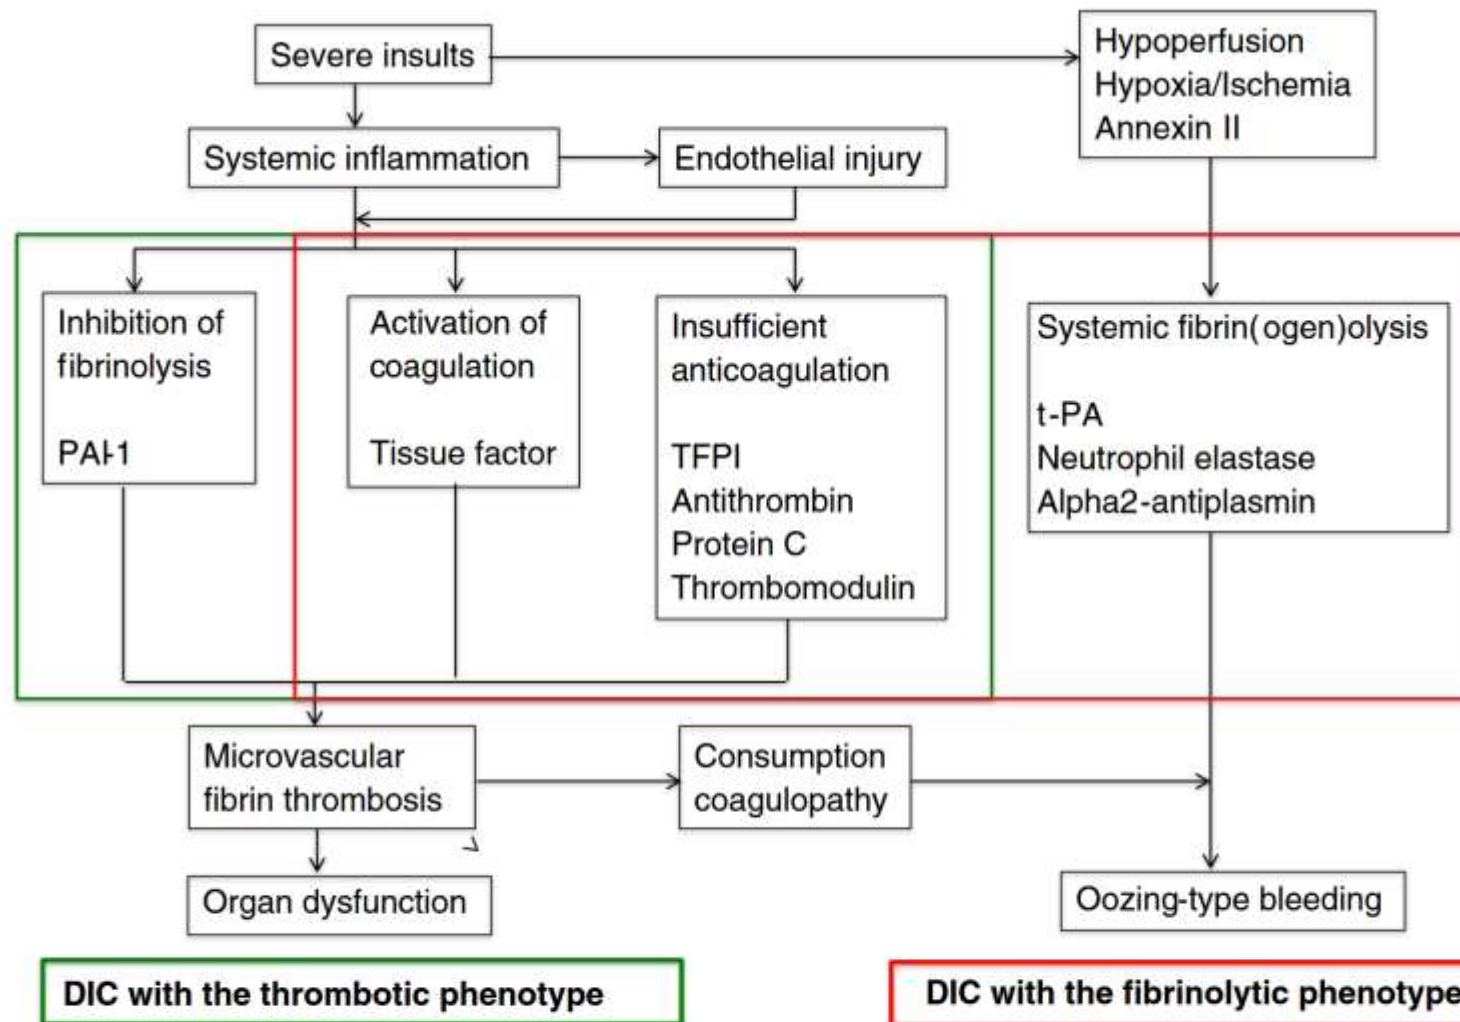 Severe insults
Hypoperfusion
Hypoxia/Ischemia
Annexin II
Systemic inflammation
Endothelial injury
Inhibition of
fibrinolysis
PAI-1
Activation of
coagulation
Tissue factor
Insufficient
anticoagulation
TFPI
Antithrombin
Protein C
Thrombomodulin
Systemic fibrin(ogen)olysis
t-PA
Neutrophil elastase
Alpha2-antiplasmin
Microvascular
fibrin thrombosis
Consumption
coagulopathy
Organ dysfunction
Oozing-type bleeding
DIC with the thrombotic phenotype
DIC with the fibrinolytic phenotype